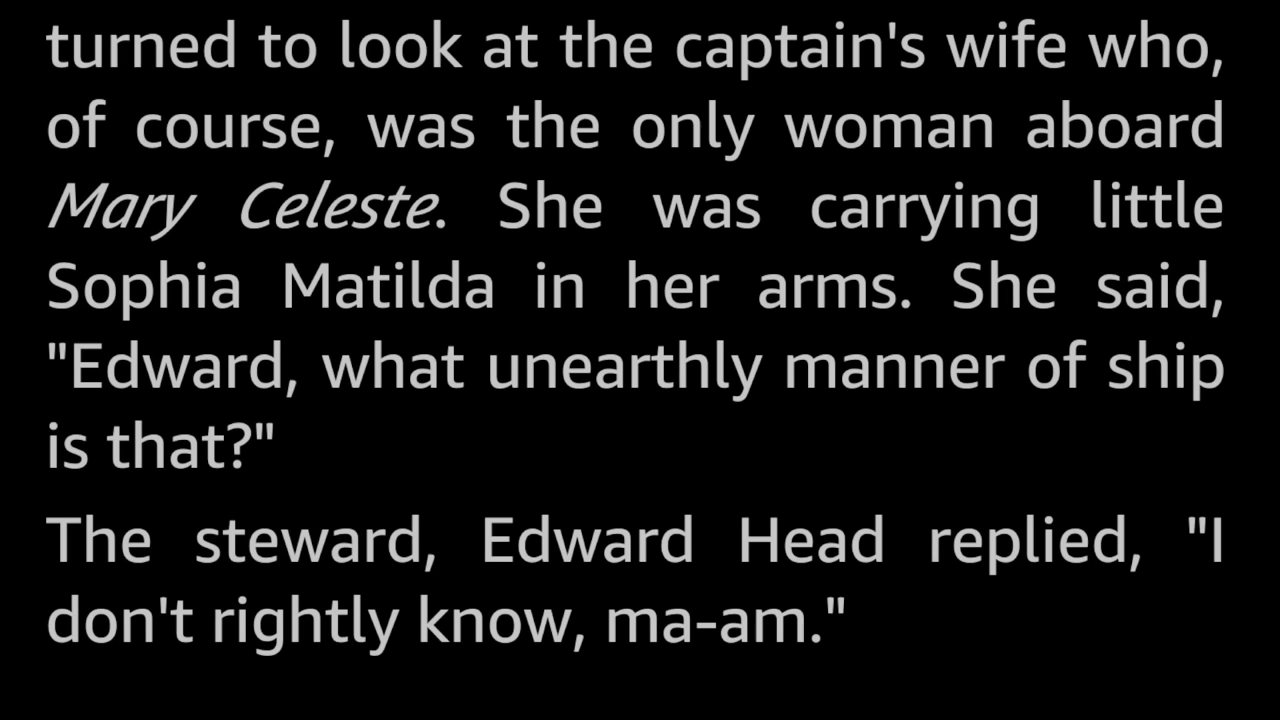 turned to look at the captain's wife who,
of course, was the only woman aboard
Mary Celeste. She was carrying little
Sophia Matilda in her arms. She said,
"Edward, what unearthly manner of ship
is that?"
The steward, Edward Head replied, "I
don't rightly know, ma-am."